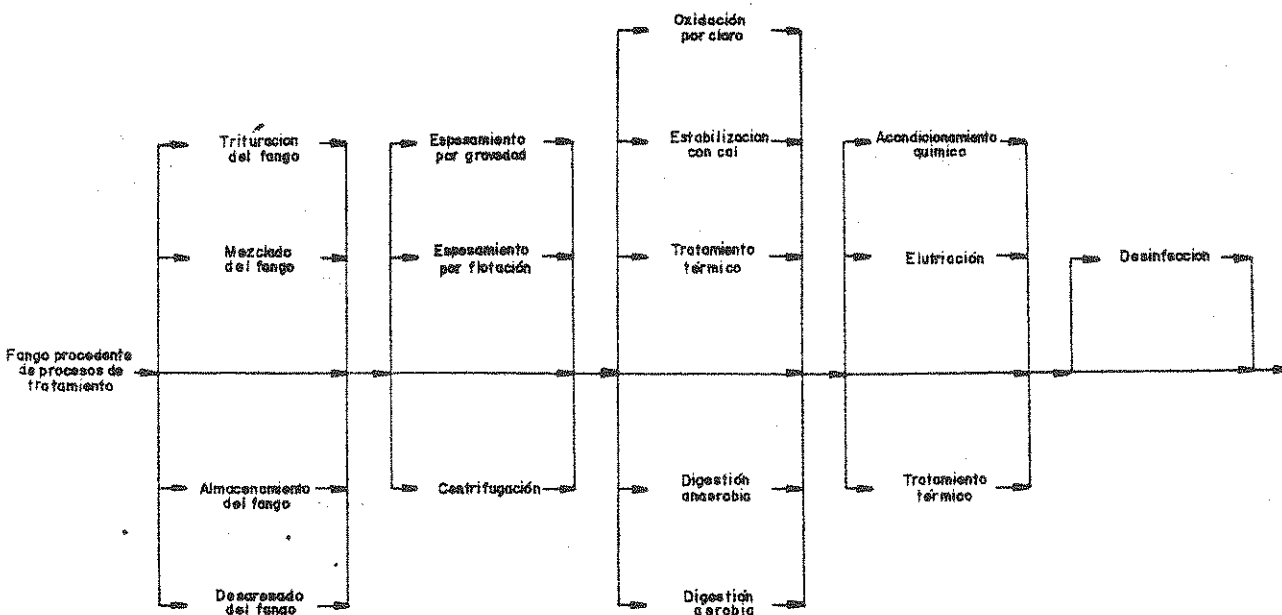 Fango procedente
de procesos de
tratamiento
Trituracion
del fango
Mezclado
del fango
Almacenamiento
del fango
Desarenado
del fango
Espesamiento
por gravedad
Espesamiento
por flotación
Centrifugación
Oxidación
por cloro
Estabilizacion
con cal
Tratamiento
térmico
Digestión
anaerobia
Digestión
aerobia
Acondicionamiento
químico
Elutriación
Tratamiento
térmico
Desinfeccion